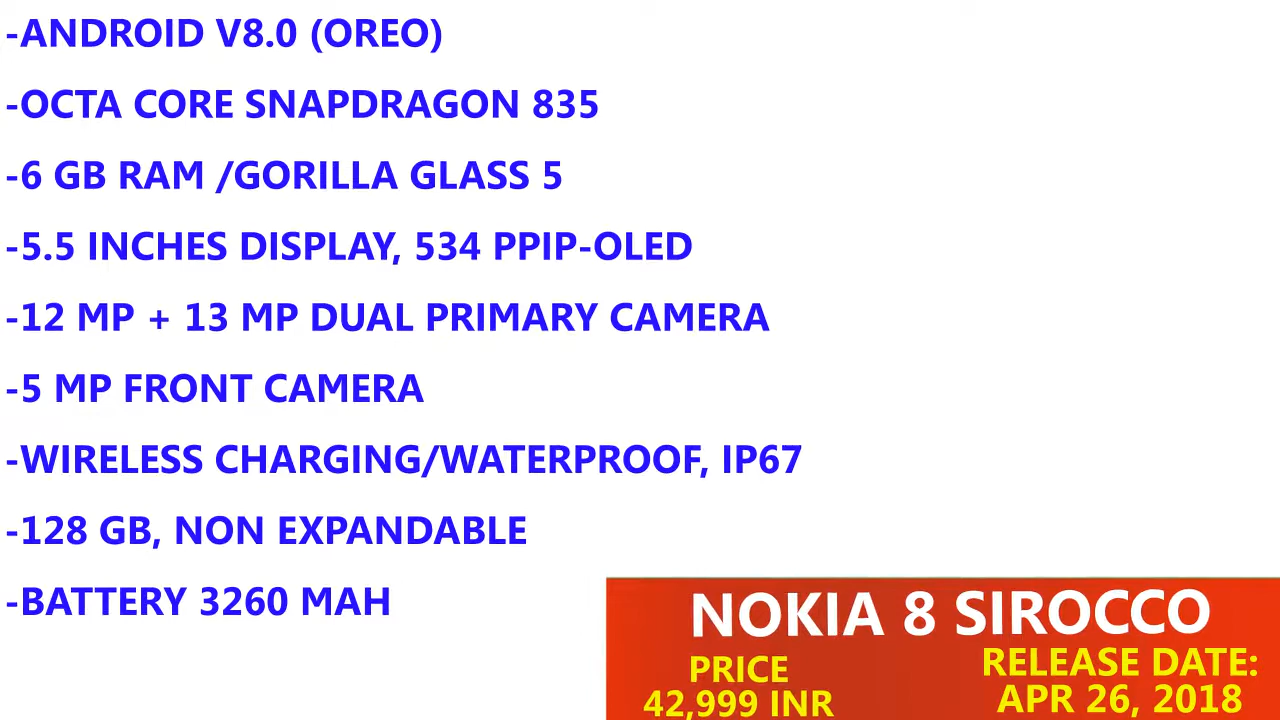 -ANDROID V8.0 (OREO)
-OCTA CORE SNAPDRAGON 835
-6 GB RAM /GORILLA GLASS 5
-5.5 INCHES DISPLAY, 534 PPIP-OLED
-12 MP + 13 MP DUAL PRIMARY CAMERA
-5 MP FRONT CAMERA
-WIRELESS CHARGING/WATERPROOF, IP67
-128 GB, NON EXPANDABLE
-BATTERY 3260 MAH
NOKIA 8 SIROCCO
PRICE
42,999 INR
RELEASE DATE:
APR 26, 2018